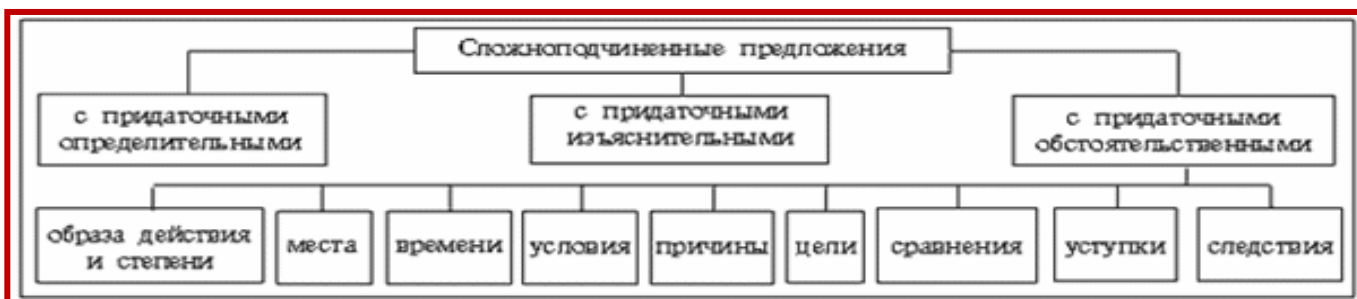 Сложноподчиненные предложения
с придаточными
определительными
с придаточными
изъяснительными
с придаточными
обстоятельственными
образа действия
и степени
места
времени
условия
причины
цели
сравнения
уступки
следствия